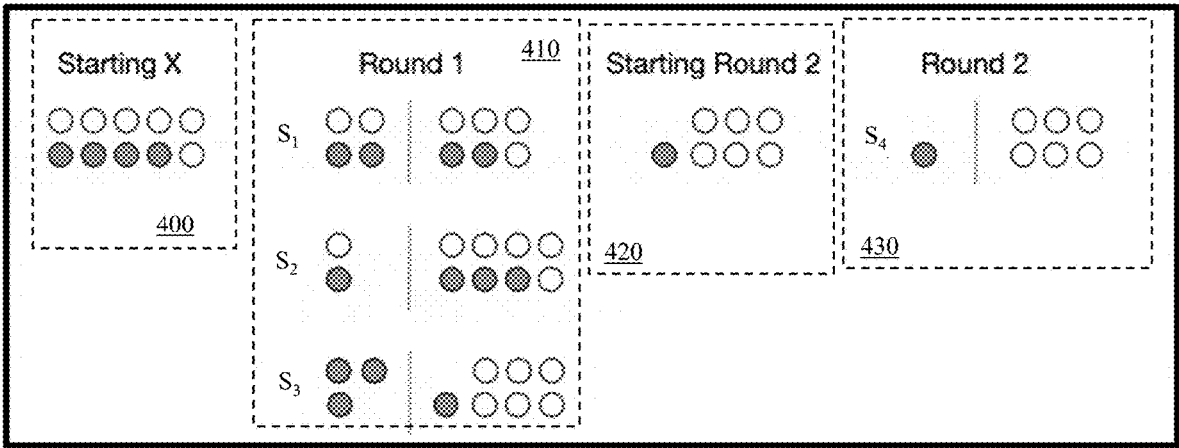 Starting X
400
Round 1
410
S₁
S₂
S₃
Starting Round 2
420
Round 2
S₄
430